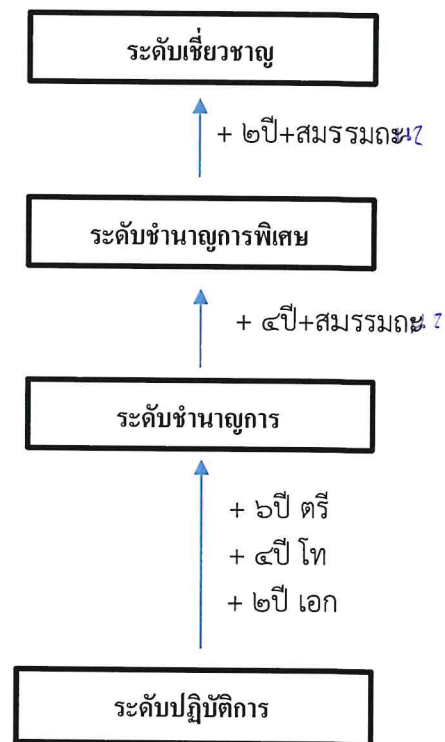 ระดับเชี่ยวชาญ
+ ๒ปี+สมรรมถะ
ระดับชำนาญการพิเศษ
+ ๔ปี+สมรรมถะ
ระดับชำนาญการ
+ ๖ปี ตรี
+ ๔ปี โท
+ ๒ปี เอก
ระดับปฏิบัติการ